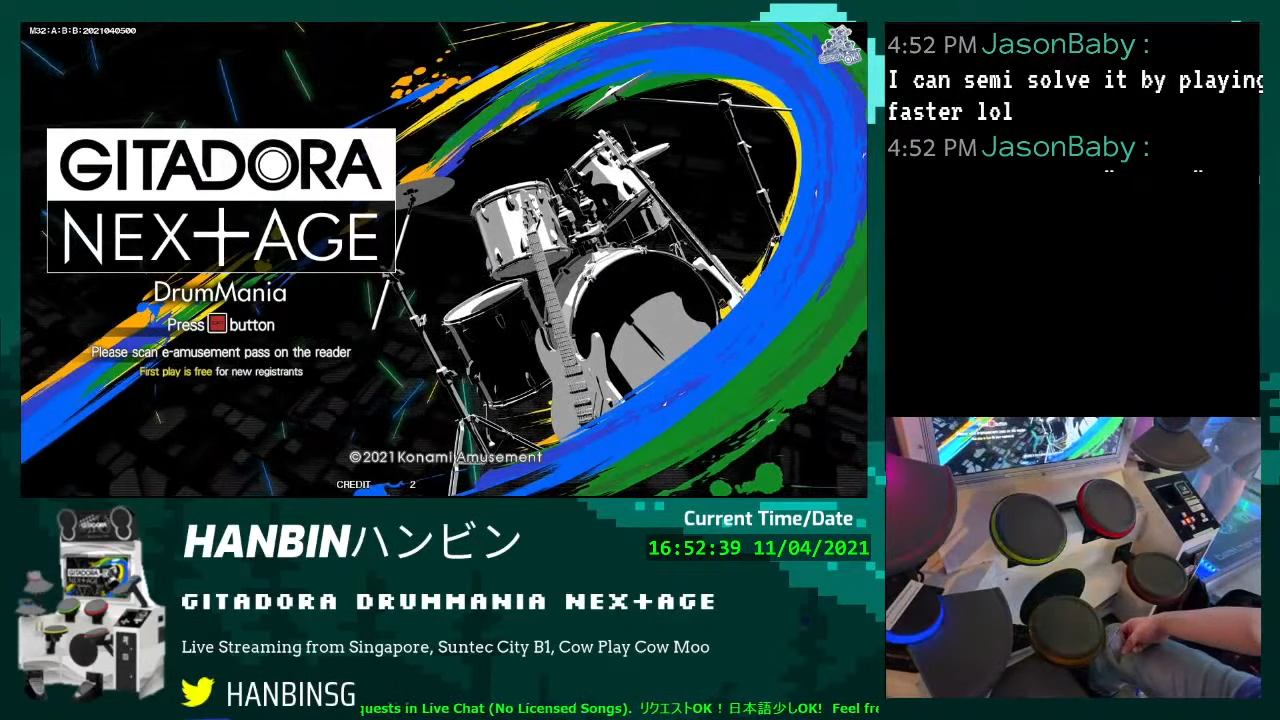 M32:A:B:B:2021040500
GITADORA
NEX+AGE
DrumMania
Press button
Please scan e-amusement pass on the reader
First play is free for new registrants
©2021 Konami Amusement
CREDIT 2
4:52 PM JasonBaby :
I can semi solve it by playing
faster lol
4:52 PM JasonBaby :
HANBINハンビン
Current Time/Date
16:52:39 11/04/2021
GITADORA DRUMMANIA NEX+AGE
Live Streaming from Singapore, Suntec City B1, Cow Play Cow Moo
HANBINSG
quests in Live Chat (No Licensed Songs). リクエストOK！日本語少しOK! Feel fre